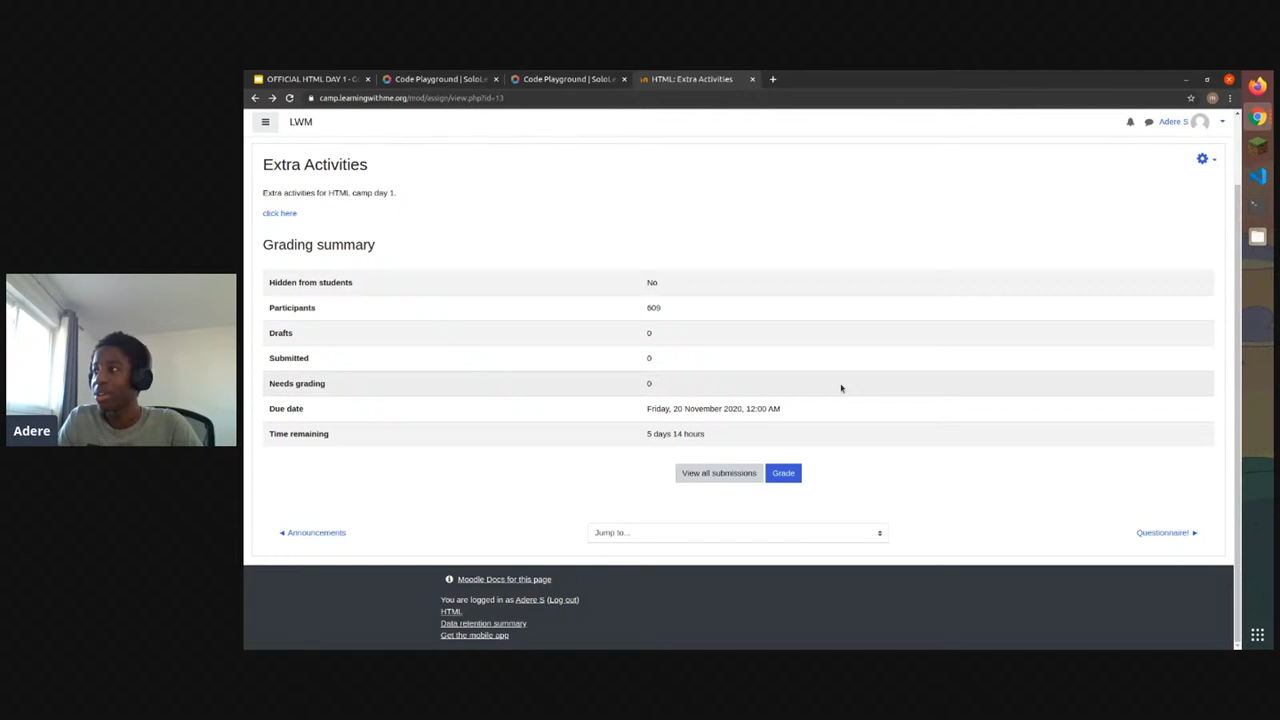 OFFICIAL HTML DAY 1 - G
Code Playground | SoloLe
Code Playground | SoloLe
HTML: Extra Activities
camp.learningwithme.org/mod/assign/view.php?id=13
LWM
Adere S
Extra Activities
Extra activities for HTML camp day 1.
click here
Grading summary
Hidden from students No
Participants 609
Drafts 0
Submitted 0
Needs grading 0
Due date Friday, 20 November 2020, 12:00 AM
Time remaining 5 days 14 hours
Adere
View all submissions Grade
◄ Announcements Jump to... Questionnaire! ►
Moodle Docs for this page
You are logged in as Adere S (Log out)
HTML
Data retention summary
Get the mobile app